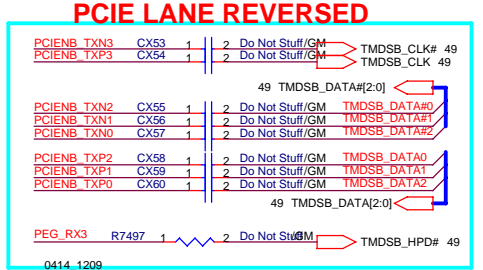 PCIE LANE REVERSED
PCIENB_TXN3 CX53 1 2 Do Not Stuff/GM TMDSB_CLK# 49
PCIENB_TXP3 CX54 1 2 Do Not Stuff/GM TMDSB_CLK 49
49 TMDSB_DATA#[2:0]
PCIENB_TXN2 CX55 1 2 Do Not Stuff/GM TMDSB_DATA#0
PCIENB_TXN1 CX56 1 2 Do Not Stuff/GM TMDSB_DATA#1
PCIENB_TXN0 CX57 1 2 Do Not Stuff/GM TMDSB_DATA#2
PCIENB_TXP2 CX58 1 2 Do Not Stuff/GM TMDSB_DATA0
PCIENB_TXP1 CX59 1 2 Do Not Stuff/GM TMDSB_DATA1
PCIENB_TXP0 CX60 1 2 Do Not Stuff/GM TMDSB_DATA2
49 TMDSB_DATA[2:0]
PEG_RX3 R7497 1 2 Do Not Stuff/GM TMDSB_HPD# 49
0414_1209